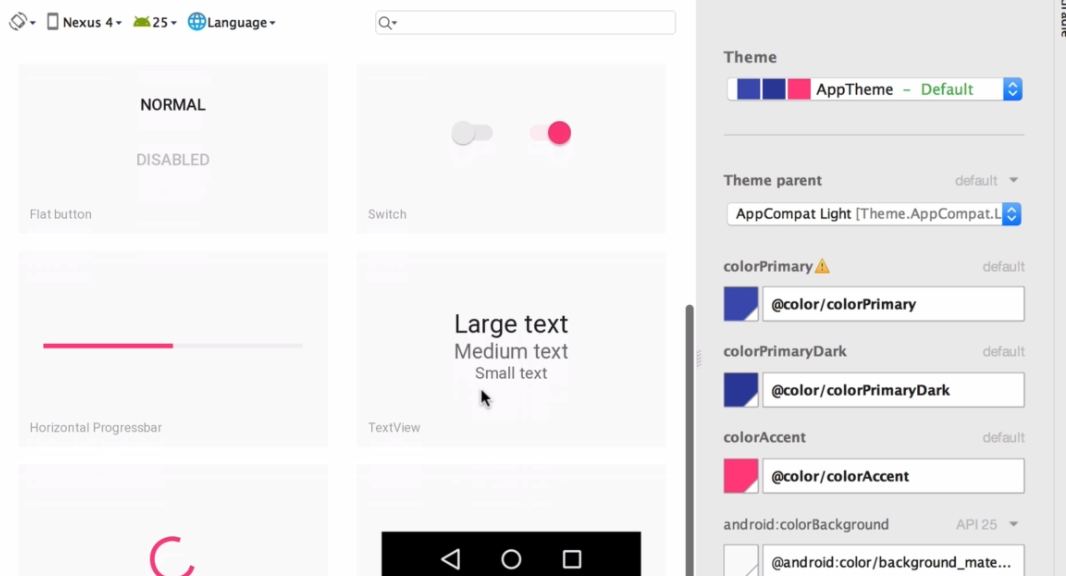 Nexus 4
25
Language
NORMAL
DISABLED
Flat button
Switch
Horizontal Progressbar
Large text
Medium text
Small text
TextView
Theme
AppTheme – Default
Theme parent
default
AppCompat Light [Theme.AppCompat.L
colorPrimary
default
@color/colorPrimary
colorPrimaryDark
default
@color/colorPrimaryDark
colorAccent
default
@color/colorAccent
android:colorBackground
API 25
@android:color/background_mate...